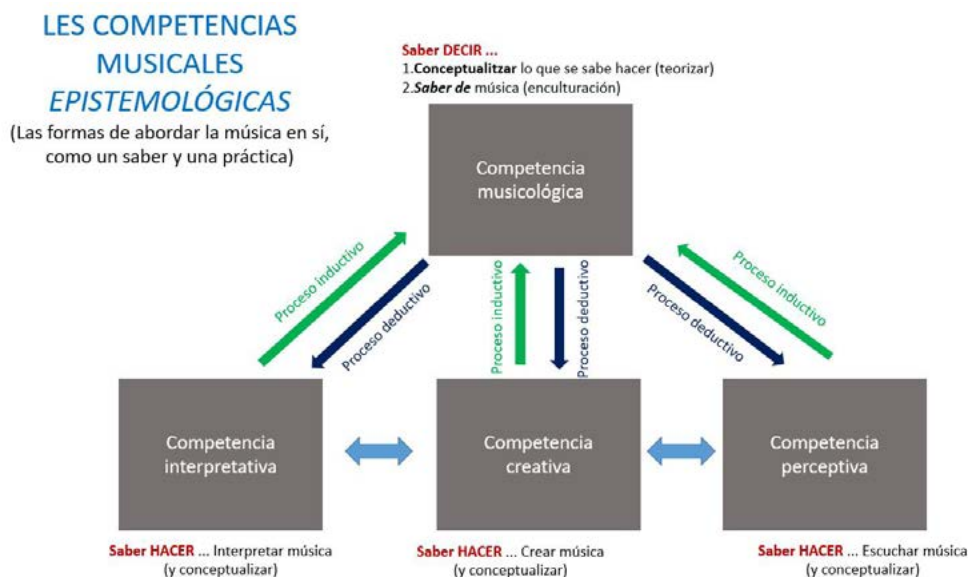 LES COMPETENCIAS
MUSICALES
EPISTEMOLÓGICAS
(Las formas de abordar la música en sí,
como un saber y una práctica)
Saber DECIR ...
1.Conceptualitzar lo que se sabe hacer (teorizar)
2.Saber de música (enculturación)
Competencia
musicológica
Proceso inductivo
Proceso deductivo
Proceso inductivo
Proceso deductivo
Proceso inductivo
Proceso deductivo
Competencia
interpretativa
Competencia
creativa
Competencia
perceptiva
Saber HACER ... Interpretar música
(y conceptualizar)
Saber HACER ... Crear música
(y conceptualizar)
Saber HACER ... Escuchar música
(y conceptualizar)